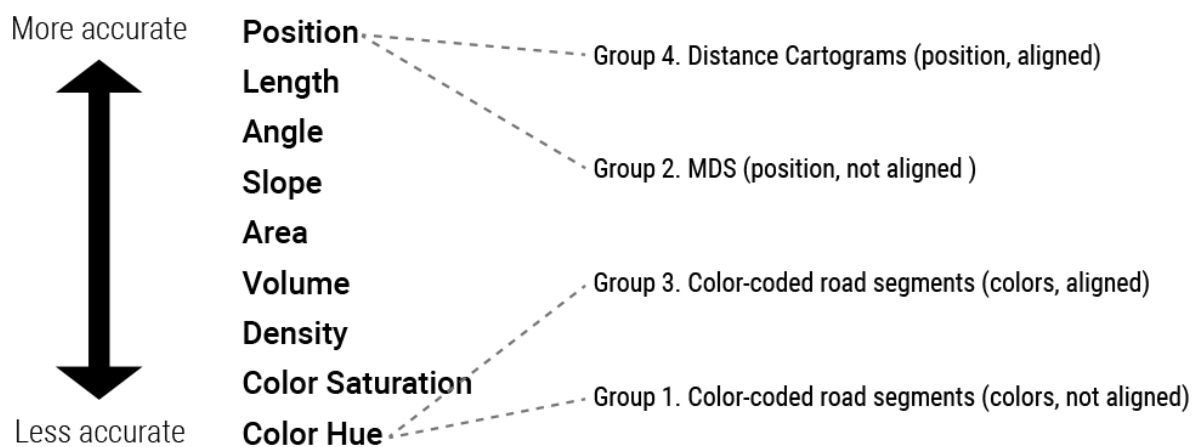 More accurate
Less accurate
Position
Length
Angle
Slope
Area
Volume
Density
Color Saturation
Color Hue
Group 4. Distance Cartograms (position, aligned)
Group 2. MDS (position, not aligned )
Group 3. Color-coded road segments (colors, aligned)
Group 1. Color-coded road segments (colors, not aligned)